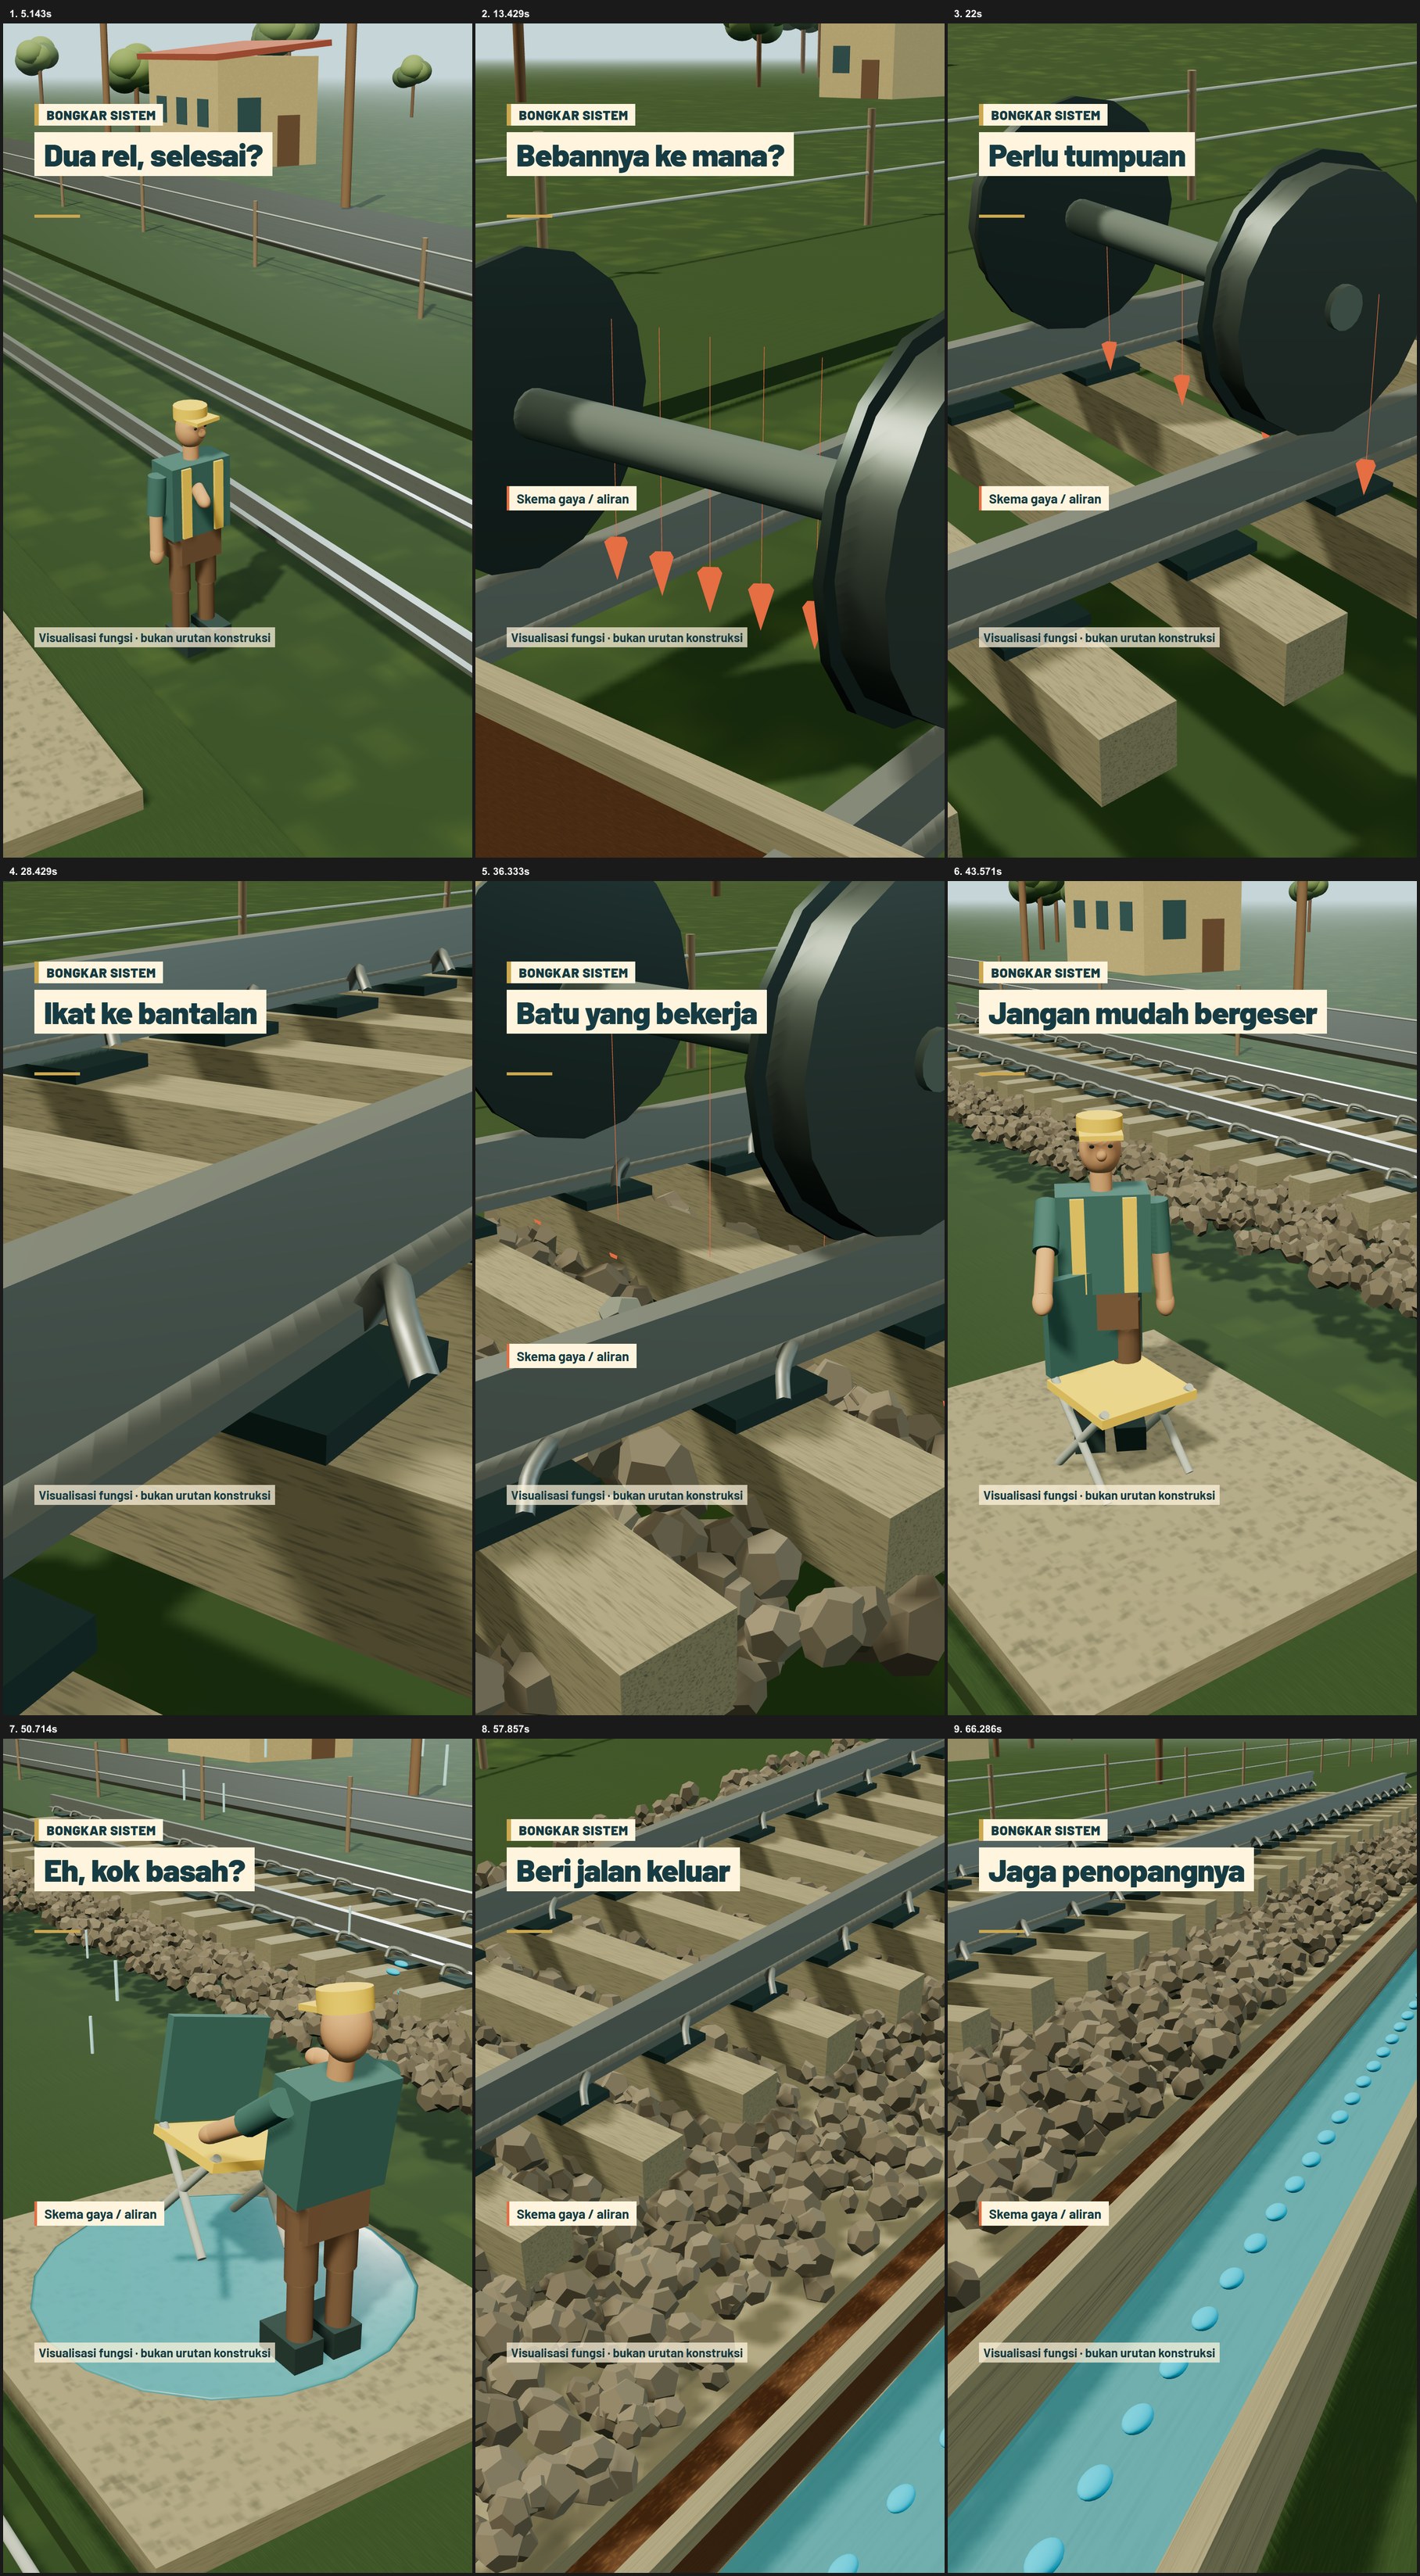 1. 5.143s
BONGKAR SISTEM
Dua rel, selesai?
Visualisasi fungsi · bukan urutan konstruksi
2. 13.429s
BONGKAR SISTEM
Bebannya ke mana?
Skema gaya / aliran
Visualisasi fungsi · bukan urutan konstruksi
3. 22s
BONGKAR SISTEM
Perlu tumpuan
Skema gaya / aliran
Visualisasi fungsi · bukan urutan konstruksi
4. 28.429s
BONGKAR SISTEM
Ikat ke bantalan
Visualisasi fungsi · bukan urutan konstruksi
5. 36.333s
BONGKAR SISTEM
Batu yang bekerja
Skema gaya / aliran
Visualisasi fungsi · bukan urutan konstruksi
6. 43.571s
BONGKAR SISTEM
Jangan mudah bergeser
Visualisasi fungsi · bukan urutan konstruksi
7. 50.714s
BONGKAR SISTEM
Eh, kok basah?
Skema gaya / aliran
Visualisasi fungsi · bukan urutan konstruksi
8. 57.857s
BONGKAR SISTEM
Beri jalan keluar
Skema gaya / aliran
Visualisasi fungsi · bukan urutan konstruksi
9. 66.286s
BONGKAR SISTEM
Jaga penopangnya
Skema gaya / aliran
Visualisasi fungsi · bukan urutan konstruksi